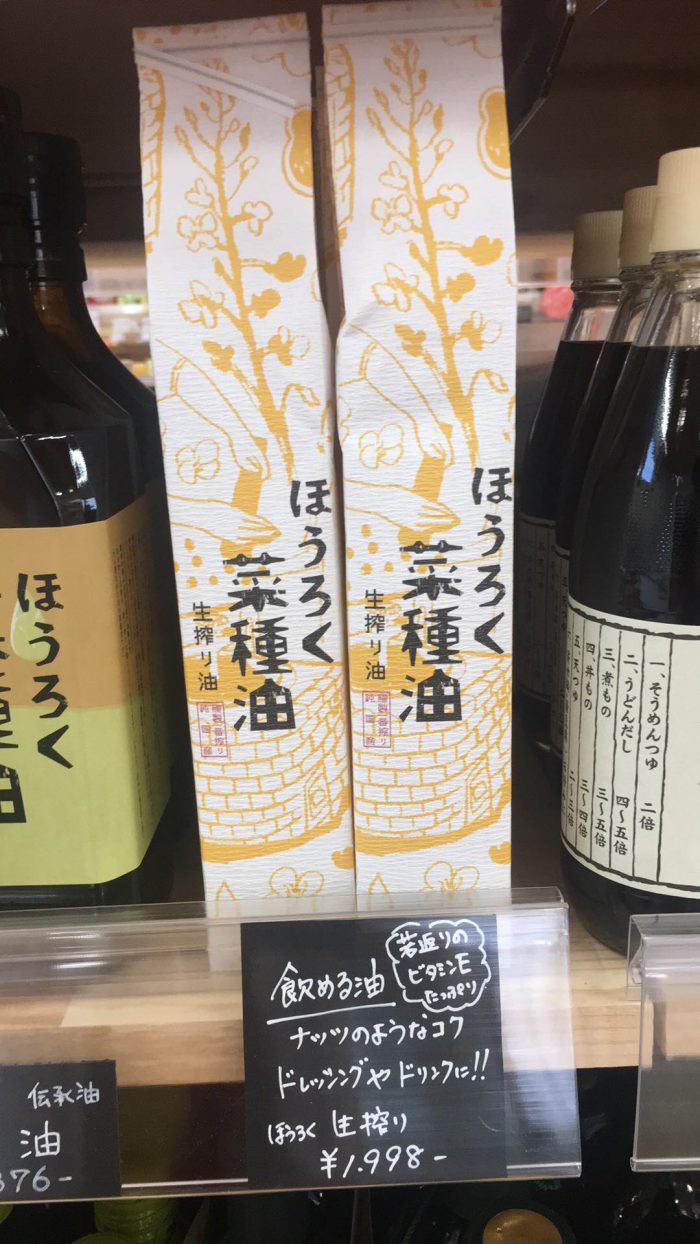 ほうろく
菜種油
生搾り油
ほうろく
菜種油
生搾り油
ほうろく
一、そうめんつゆ 二倍
二、うどんだし 四〜五倍
三、煮もの 三〜五倍
四、丼もの 三〜四倍
五、天つゆ 二〜三倍
飲める油
若返りの
ビタミンE
たっぷり
ナッツのようなコク
ドレッシングやドリンクに!!
ほうろく 生搾り
¥1.998-
伝承油
油
876-